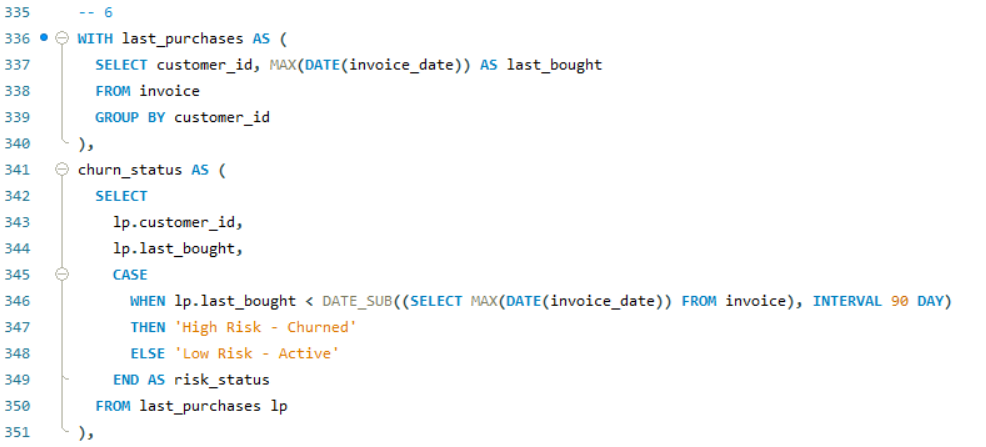 335 -- 6
336 WITH last_purchases AS (
337 SELECT customer_id, MAX(DATE(invoice_date)) AS last_bought
338 FROM invoice
339 GROUP BY customer_id
340 ),
341 churn_status AS (
342 SELECT
343 lp.customer_id,
344 lp.last_bought,
345 CASE
346 WHEN lp.last_bought < DATE_SUB((SELECT MAX(DATE(invoice_date)) FROM invoice), INTERVAL 90 DAY)
347 THEN 'High Risk - Churned'
348 ELSE 'Low Risk - Active'
349 END AS risk_status
350 FROM last_purchases lp
351 ),